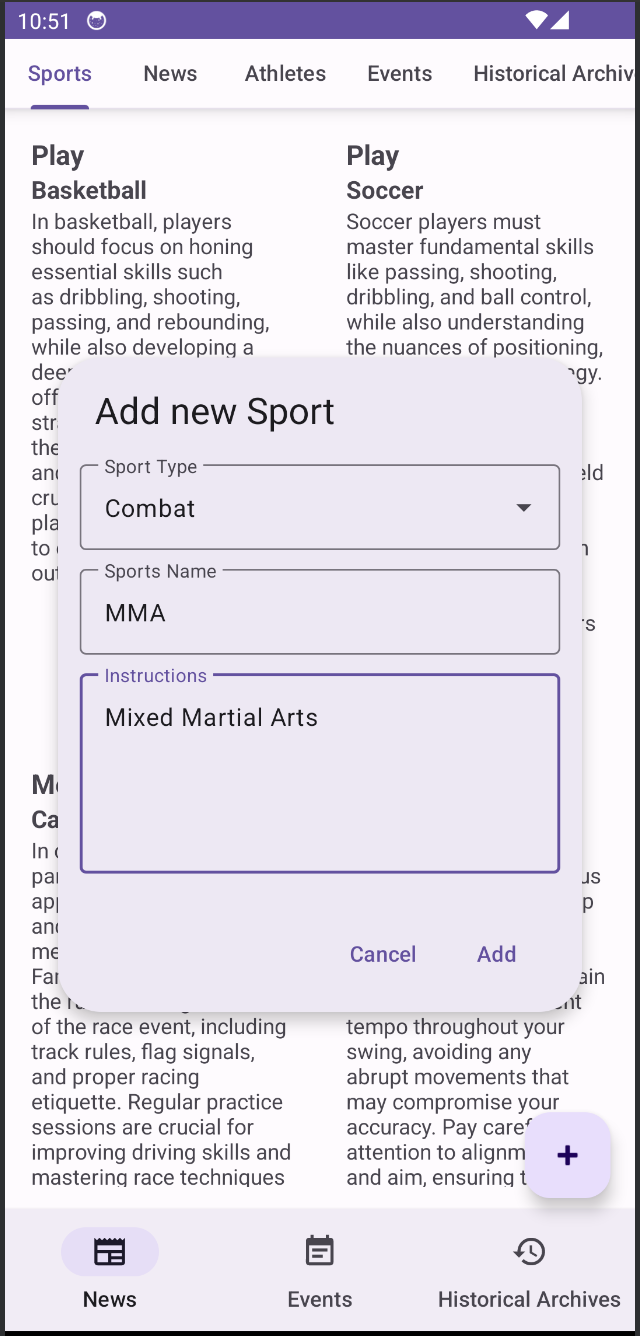 10:51
Sports News Athletes Events Historical Archiv
Play
Basketball
In basketball, players
should focus on honing
essential skills such
as dribbling, shooting,
passing, and rebounding,
while also developing a
Play
Soccer
Soccer players must
master fundamental skills
like passing, shooting,
dribbling, and ball control,
while also understanding
the nuances of positioning,
Add new Sport
Sport Type
Combat
Sports Name
MMA
Instructions
Mixed Martial Arts
Cancel Add
of the race event, including
track rules, flag signals,
and proper racing
etiquette. Regular practice
sessions are crucial for
improving driving skills and
mastering race techniques
tempo throughout your
swing, avoiding any
abrupt movements that
may compromise your
accuracy. Pay caref
attention to alignm
and aim, ensuring t
+
News Events Historical Archives